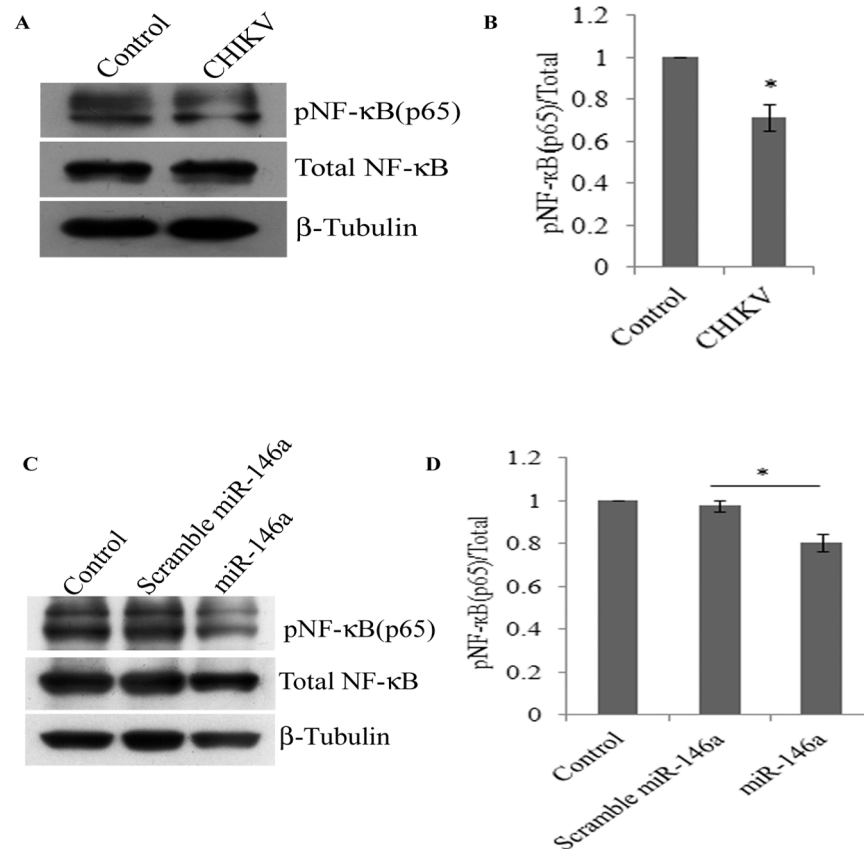 A
Control
CHIKV
pNF-κB(p65)
Total NF-κB
β-Tubulin
B
pNF-κB(p65)/Total
1.2
1
0.8
0.6
0.4
0.2
0
*
Control
CHIKV
C
Control
Scramble miR-146a
miR-146a
pNF-κB(p65)
Total NF-κB
β-Tubulin
D
pNF-κB(p65)/Total
1.2
1
0.8
0.6
0.4
0.2
0
*
Control
Scramble miR-146a
miR-146a